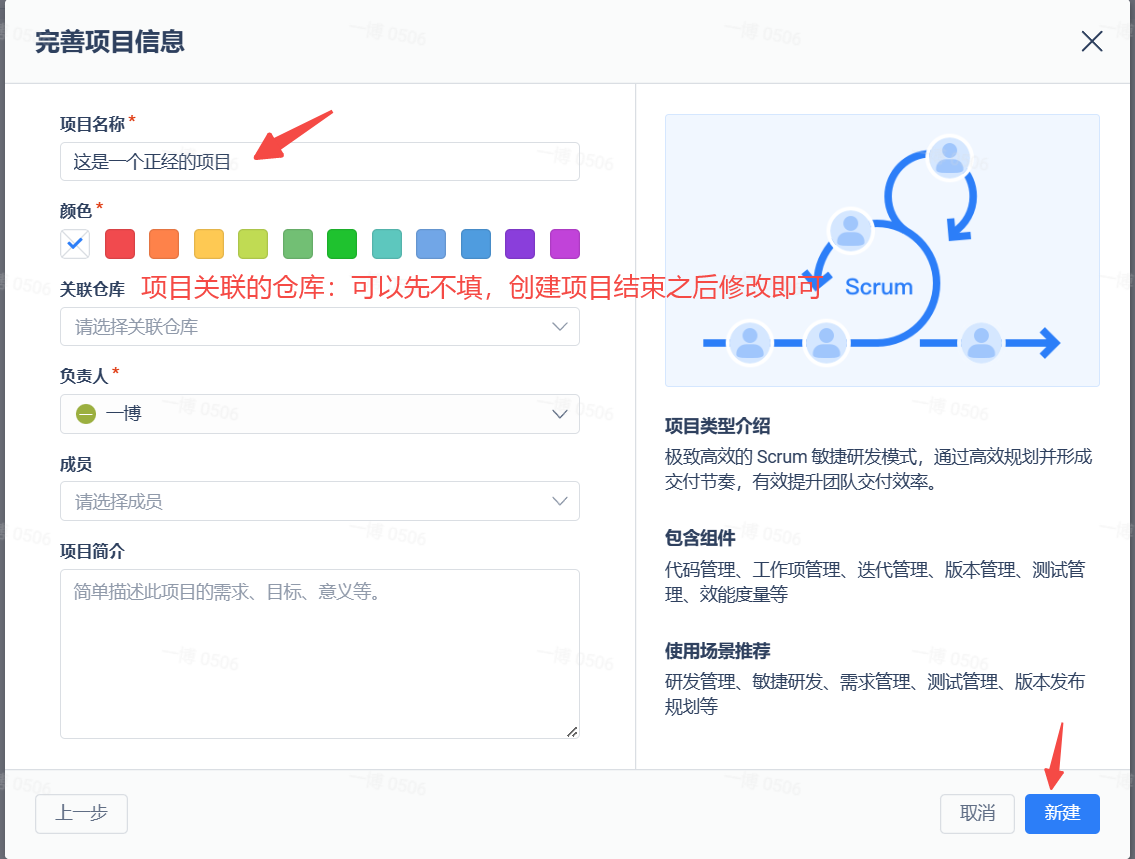 完善项目信息
项目名称*
这是一个正经的项目
颜色*
关联仓库
项目关联的仓库：可以先不填，创建项目结束之后修改即可
请选择关联仓库
负责人*
一博
成员
请选择成员
项目简介
简单描述此项目的需求、目标、意义等。
上一步
Scrum
项目类型介绍
极致高效的 Scrum 敏捷研发模式，通过高效规划并形成
交付节奏，有效提升团队交付效率。
包含组件
代码管理、工作项管理、迭代管理、版本管理、测试管
理、效能度量等
使用场景推荐
研发管理、敏捷研发、需求管理、测试管理、版本发布
规划等
取消
新建
一博 0506